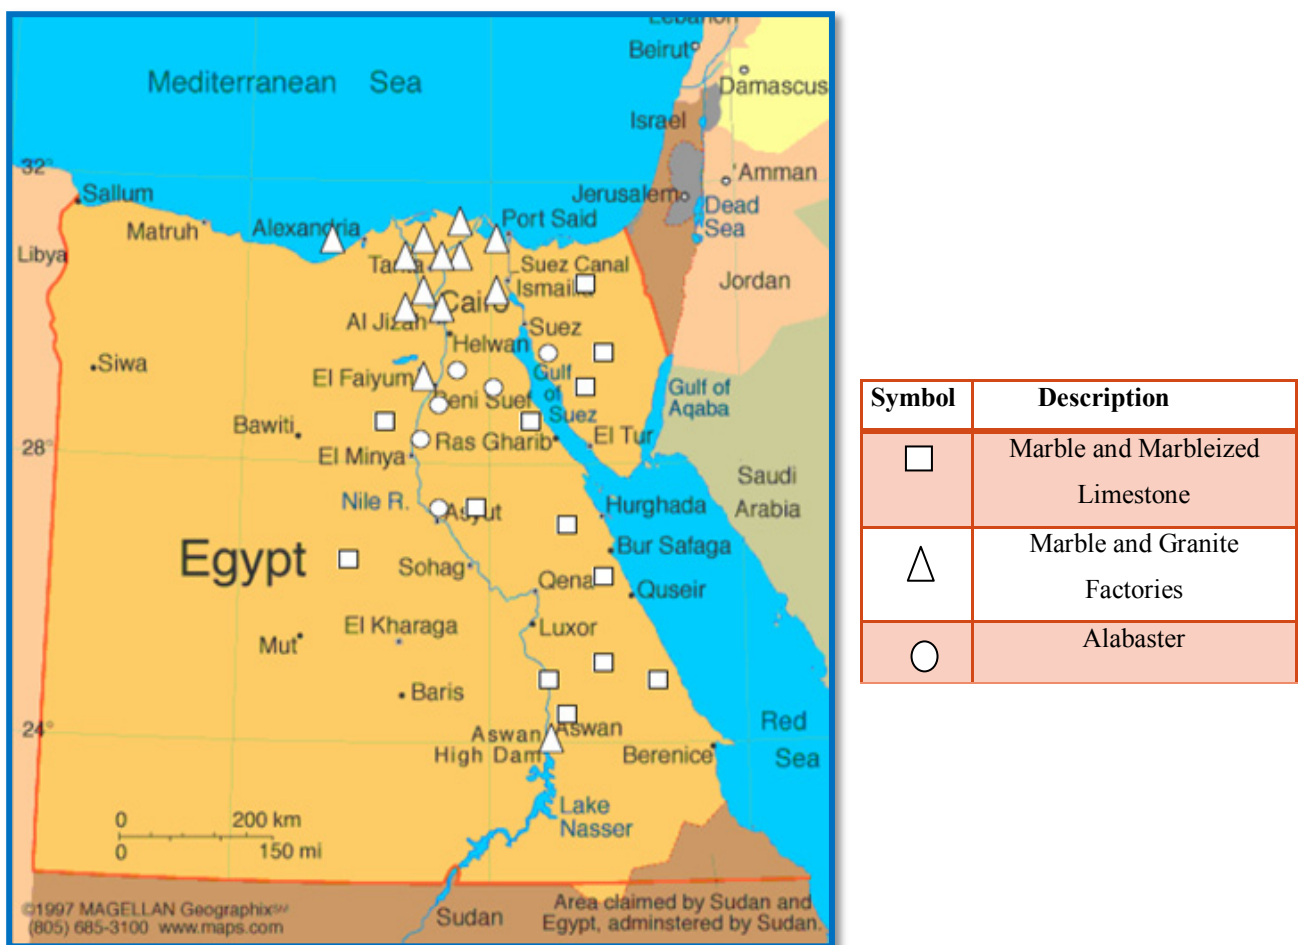 Lebanon
Beirut
Mediterranean Sea
Damascus
Israel
32°
'Amman
Sallum
Jerusalem
Dead
Sea
Matruh
Alexandria
Port Said
Libya
Tanta
Suez Canal
Ismailia
Jordan
Cairo
Al Jizah
Suez
Helwan
Siwa
El Faiyum
Gulf
of
Suez
Gulf of
Aqaba
Beni Suef
Bawiti
Ras Gharib
El Tur
28°
El Minya
Saudi
Arabia
Nile R.
Asyut
Hurghada
Egypt
Bur Safaga
Sohag
Qena
Quseir
El Kharaga
Luxor
Mut
Baris
24°
Aswan
High Dam
Aswan
Red
Sea
Berenice
Lake
Nasser
0 200 km
0 150 mi
©1997 MAGELLAN Geographix℠
(805) 685-3100 www.maps.com
Sudan
Area claimed by Sudan and
Egypt, adminstered by Sudan.
Symbol Description
Marble and Marbleized
Limestone
Marble and Granite
Factories
Alabaster